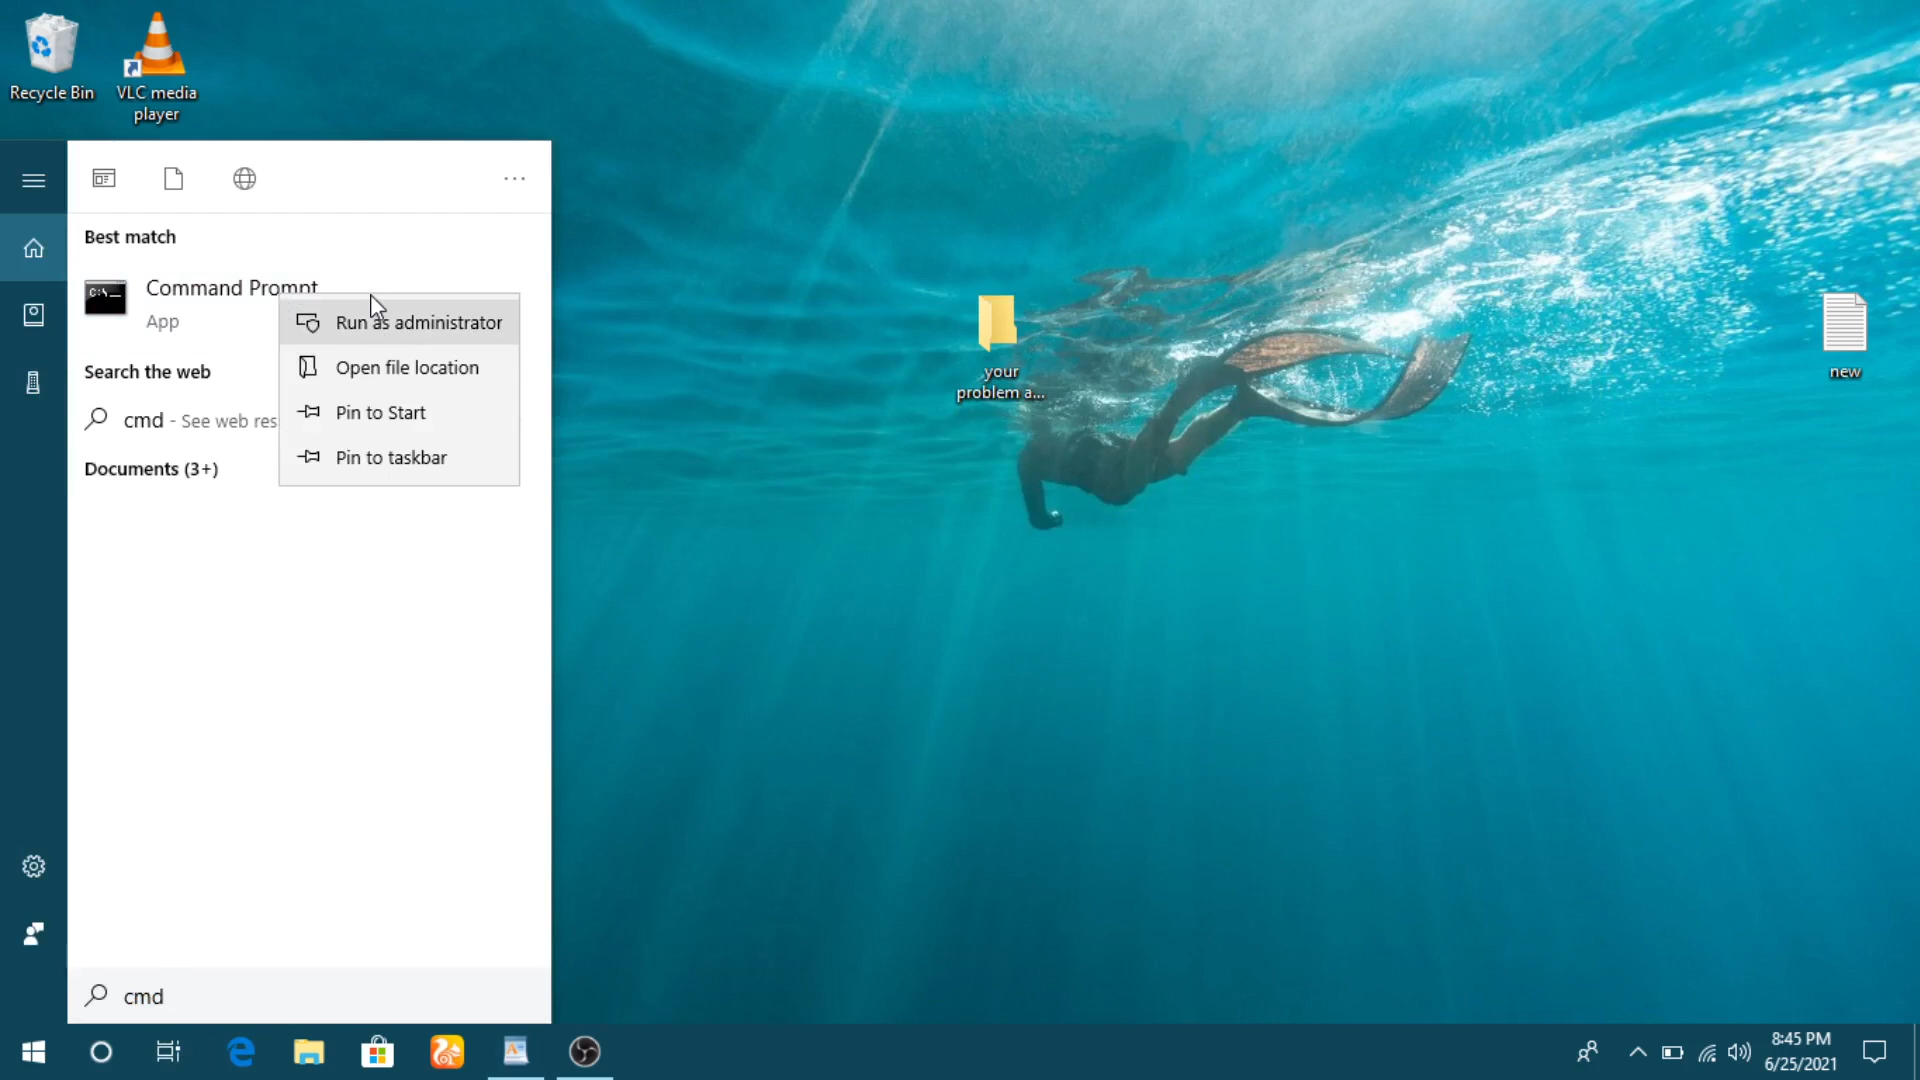 Recycle Bin
VLC media
player
Best match
Command Prompt
App
Run as administrator
Open file location
Pin to Start
Pin to taskbar
Search the web
cmd - See web res
Documents (3+)
cmd
your
problem a...
new
8:45 PM
6/25/2021